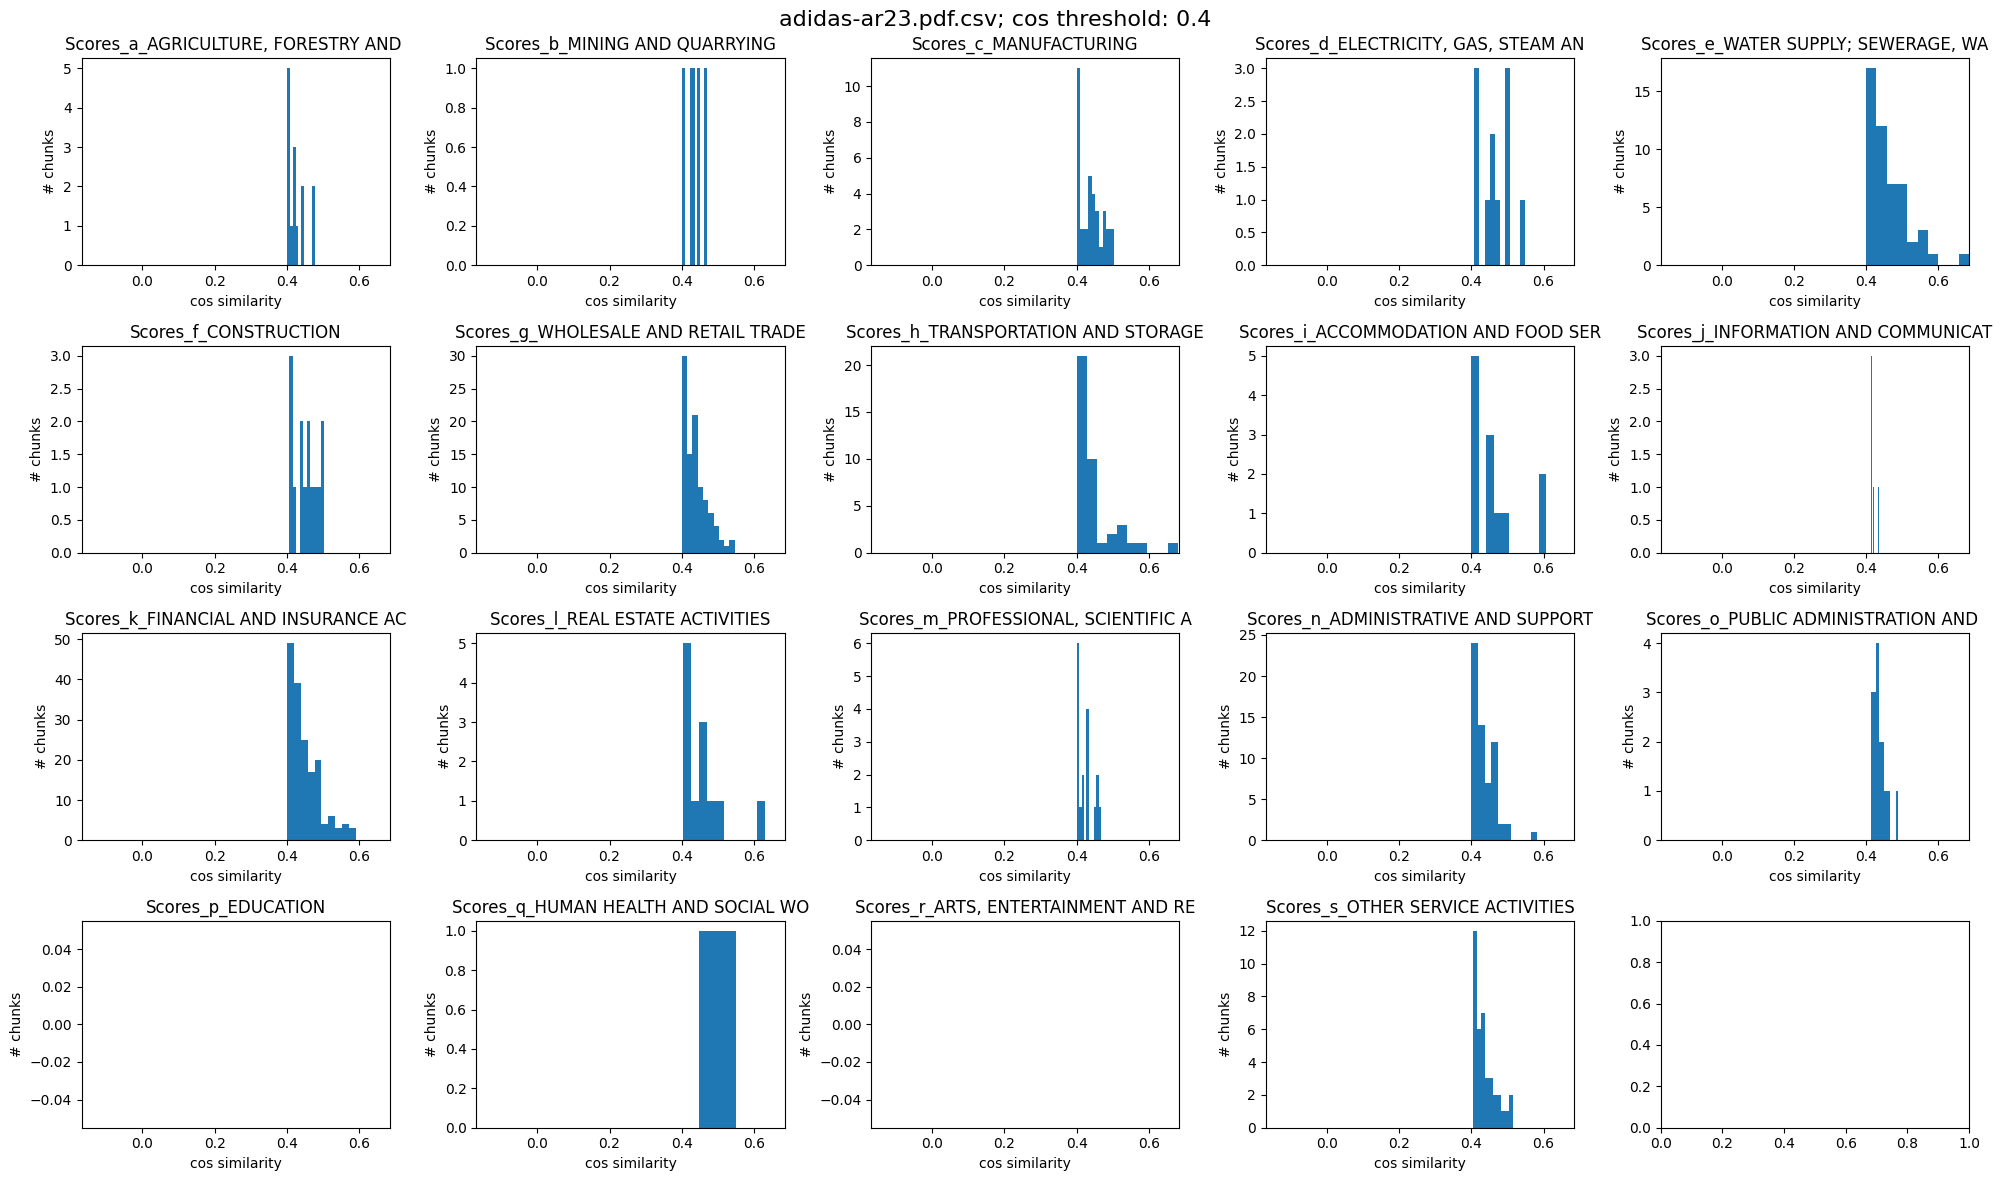 adidas-ar23.pdf.csv; cos threshold: 0.4
Scores_a_AGRICULTURE, FORESTRY AND
5
4
3
2
1
0
# chunks
0.0 0.2 0.4 0.6
cos similarity
Scores_b_MINING AND QUARRYING
1.0
0.8
0.6
0.4
0.2
0.0
# chunks
0.0 0.2 0.4 0.6
cos similarity
Scores_c_MANUFACTURING
10
8
6
4
2
0
# chunks
0.0 0.2 0.4 0.6
cos similarity
Scores_d_ELECTRICITY, GAS, STEAM AN
3.0
2.5
2.0
1.5
1.0
0.5
0.0
# chunks
0.0 0.2 0.4 0.6
cos similarity
Scores_e_WATER SUPPLY; SEWERAGE, WA
15
10
5
0
# chunks
0.0 0.2 0.4 0.6
cos similarity
Scores_f_CONSTRUCTION
3.0
2.5
2.0
1.5
1.0
0.5
0.0
# chunks
0.0 0.2 0.4 0.6
cos similarity
Scores_g_WHOLESALE AND RETAIL TRADE
30
25
20
15
10
5
0
# chunks
0.0 0.2 0.4 0.6
cos similarity
Scores_h_TRANSPORTATION AND STORAGE
20
15
10
5
0
# chunks
0.0 0.2 0.4 0.6
cos similarity
Scores_i_ACCOMMODATION AND FOOD SER
5
4
3
2
1
0
# chunks
0.0 0.2 0.4 0.6
cos similarity
Scores_j_INFORMATION AND COMMUNICAT
3.0
2.5
2.0
1.5
1.0
0.5
0.0
# chunks
0.0 0.2 0.4 0.6
cos similarity
Scores_k_FINANCIAL AND INSURANCE AC
50
40
30
20
10
0
# chunks
0.0 0.2 0.4 0.6
cos similarity
Scores_l_REAL ESTATE ACTIVITIES
5
4
3
2
1
0
# chunks
0.0 0.2 0.4 0.6
cos similarity
Scores_m_PROFESSIONAL, SCIENTIFIC A
6
5
4
3
2
1
0
# chunks
0.0 0.2 0.4 0.6
cos similarity
Scores_n_ADMINISTRATIVE AND SUPPORT
25
20
15
10
5
0
# chunks
0.0 0.2 0.4 0.6
cos similarity
Scores_o_PUBLIC ADMINISTRATION AND
4
3
2
1
0
# chunks
0.0 0.2 0.4 0.6
cos similarity
Scores_p_EDUCATION
0.04
0.02
0.00
−0.02
−0.04
# chunks
0.0 0.2 0.4 0.6
cos similarity
Scores_q_HUMAN HEALTH AND SOCIAL WO
1.0
0.8
0.6
0.4
0.2
0.0
# chunks
0.0 0.2 0.4 0.6
cos similarity
Scores_r_ARTS, ENTERTAINMENT AND RE
0.04
0.02
0.00
−0.02
−0.04
# chunks
0.0 0.2 0.4 0.6
cos similarity
Scores_s_OTHER SERVICE ACTIVITIES
12
10
8
6
4
2
0
# chunks
0.0 0.2 0.4 0.6
cos similarity
1.0
0.8
0.6
0.4
0.2
0.0
0.0 0.2 0.4 0.6 0.8 1.0